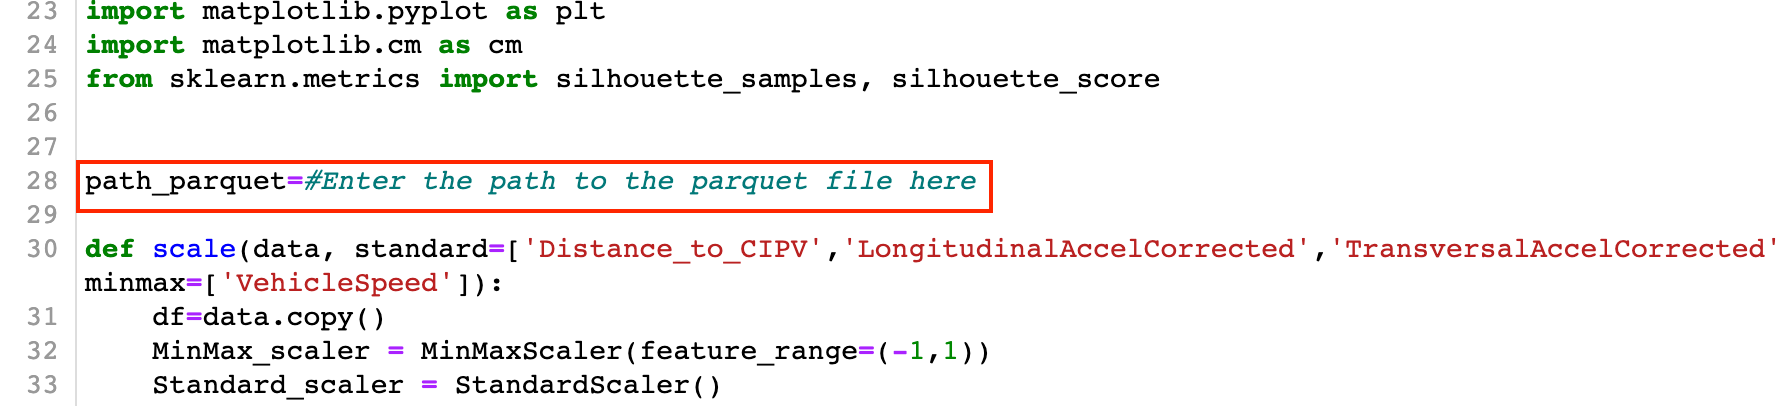 23 import matplotlib.pyplot as plt
24 import matplotlib.cm as cm
25 from sklearn.metrics import silhouette_samples, silhouette_score
26
27
28 path_parquet=#Enter the path to the parquet file here
29
30 def scale(data, standard=['Distance_to_CIPV','LongitudinalAccelCorrected','TransversalAccelCorrected'
minmax=['VehicleSpeed']):
31     df=data.copy()
32     MinMax_scaler = MinMaxScaler(feature_range=(-1,1))
33     Standard_scaler = StandardScaler()